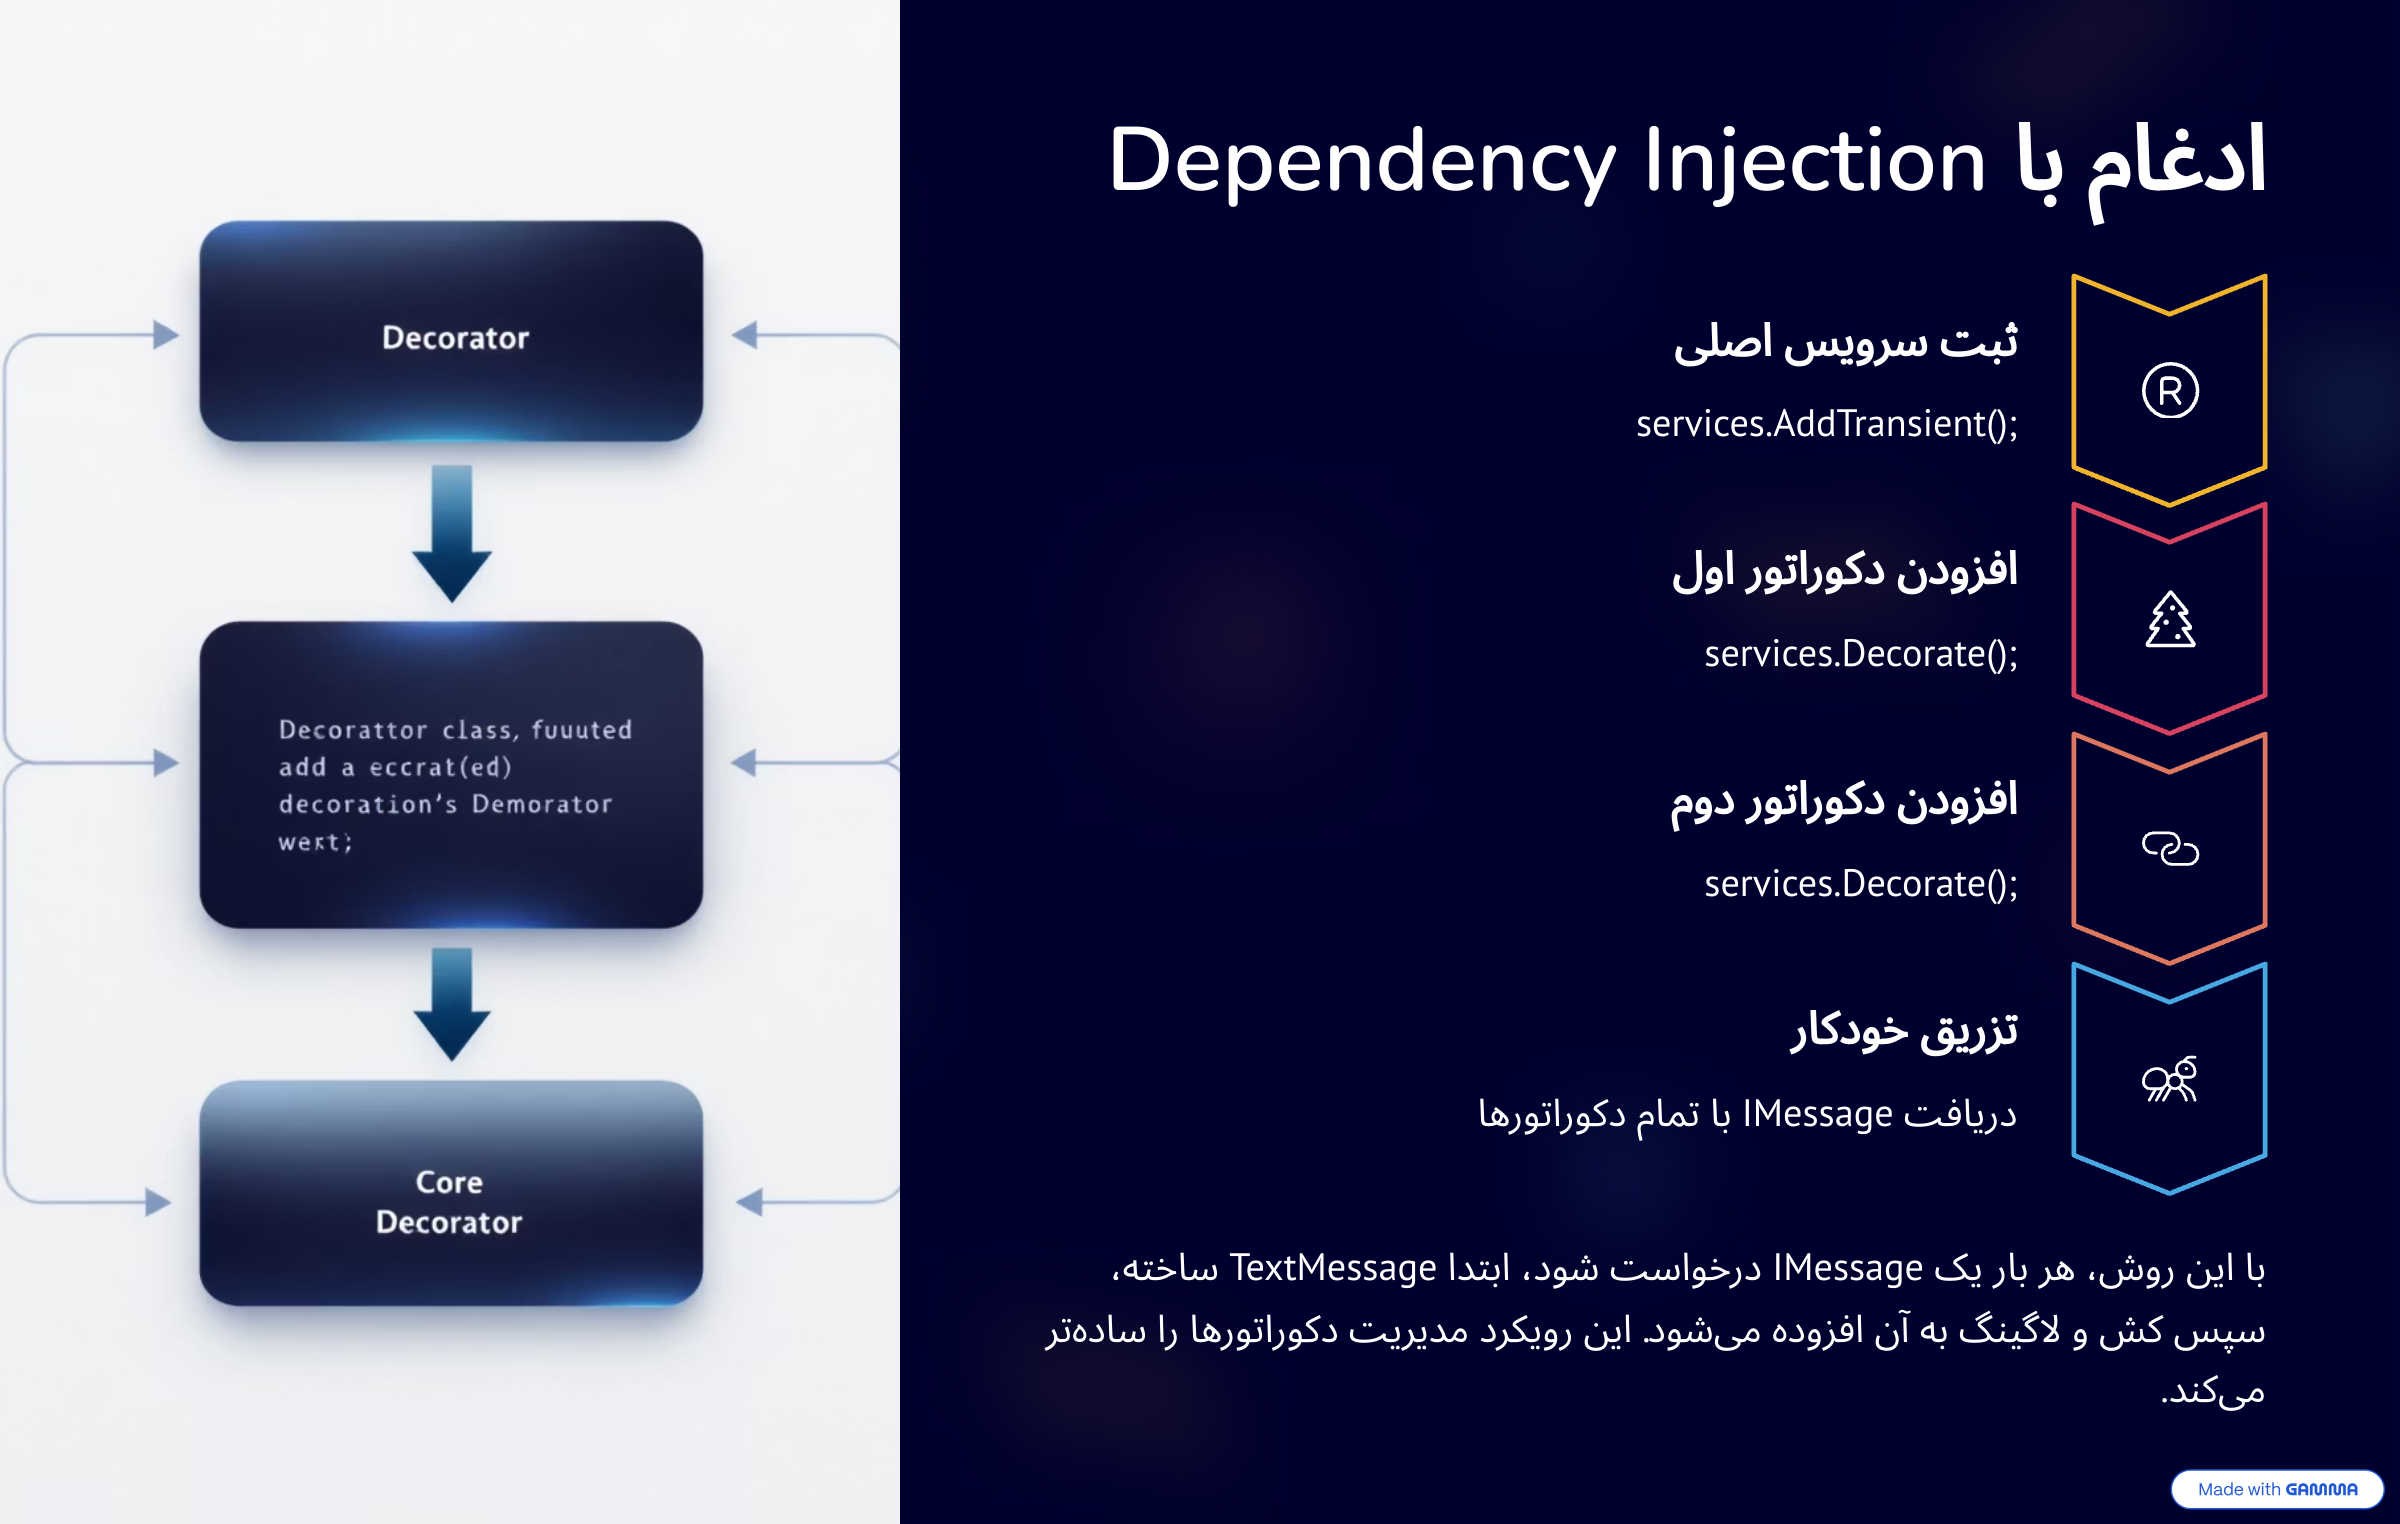 ادغام با Dependency Injection
ثبت سرویس اصلی
services.AddTransient();
افزودن دکوراتور اول
services.Decorate();
افزودن دکوراتور دوم
services.Decorate();
تزریق خودکار
دریافت IMessage با تمام دکوراتورها
با این روش، هر بار یک IMessage درخواست شود، ابتدا TextMessage ساخته،
سپس کش و لاگینگ به آن افزوده می‌شود. این رویکرد مدیریت دکوراتورها را ساده‌تر
می‌کند.
Decorator
Decorattor class, fuuuted
add a eccrat(ed)
decoration's Demorator
wert;
Core
Decorator
Made with GAMMA